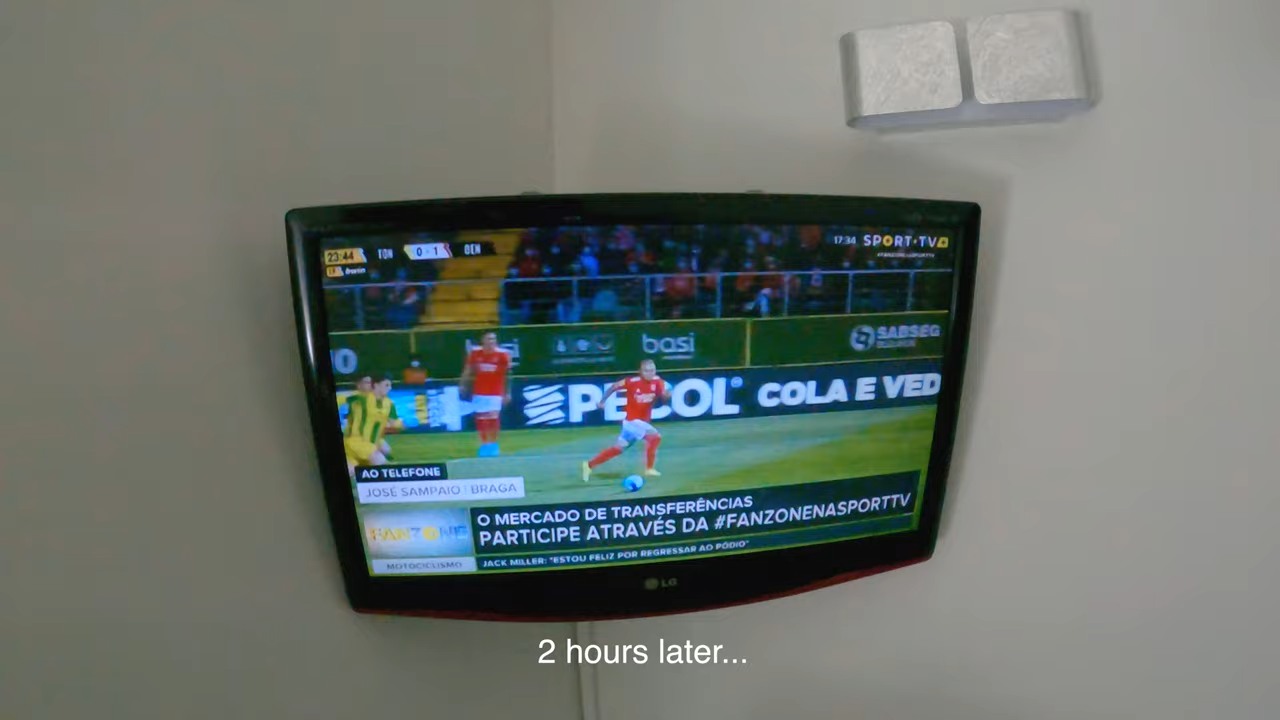 23:44 TON 0-1 BEN
17:34 SPORT•TV+
basi
basi
SABSEG
PECOL® COLA E VED
AO TELEFONE
JOSÉ SAMPAIO | BRAGA
FANZONE
O MERCADO DE TRANSFERÊNCIAS
PARTICIPE ATRAVÉS DA #FANZONENASPORTTV
MOTOCICLISMO
JACK MILLER: "ESTOU FELIZ POR REGRESSAR AO PÓDIO"
LG
2 hours later...